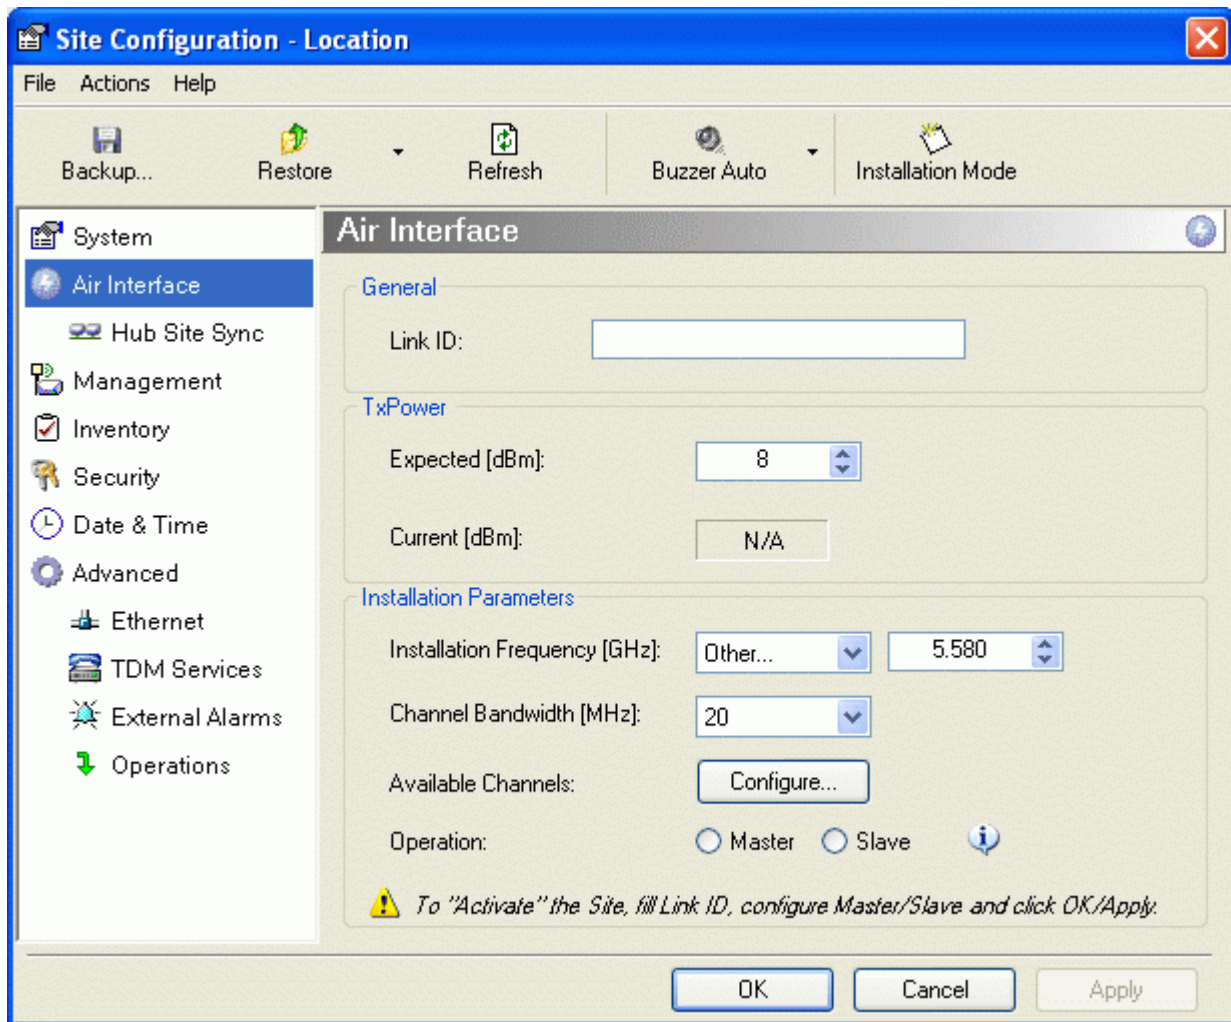 Site Configuration - Location
File Actions Help
Backup... Restore Refresh Buzzer Auto Installation Mode
System
Air Interface
Hub Site Sync
Management
Inventory
Security
Date & Time
Advanced
Ethernet
TDM Services
External Alarms
Operations
Air Interface
General
Link ID:
TxPower
Expected [dBm]: 8
Current [dBm]: N/A
Installation Parameters
Installation Frequency [GHz]: Other... 5.580
Channel Bandwidth [MHz]: 20
Available Channels: Configure...
Operation: Master Slave
To "Activate" the Site, fill Link ID, configure Master/Slave and click OK/Apply.
OK Cancel Apply